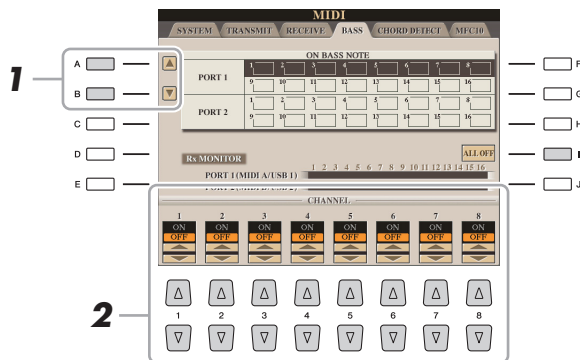 MIDI
SYSTEM TRANSMIT RECEIVE BASS CHORD DETECT MFC10
ON BASS NOTE
PORT 1
1 2 3 4 5 6 7 8
9 10 11 12 13 14 15 16
PORT 2
1 2 3 4 5 6 7 8
9 10 11 12 13 14 15 16
ALL OFF
Rx MONITOR
1 2 3 4 5 6 7 8 9 10 11 12 13 14 15 16
PORT 1(MIDI A/USB 1)
PORT 2(MIDI B/USB 2)
CHANNEL
1 2 3 4 5 6 7 8
ON ON ON ON ON ON ON ON
OFF OFF OFF OFF OFF OFF OFF OFF
1 2 3 4 5 6 7 8
A
B
C
D
E
F
G
H
I
J
1
2